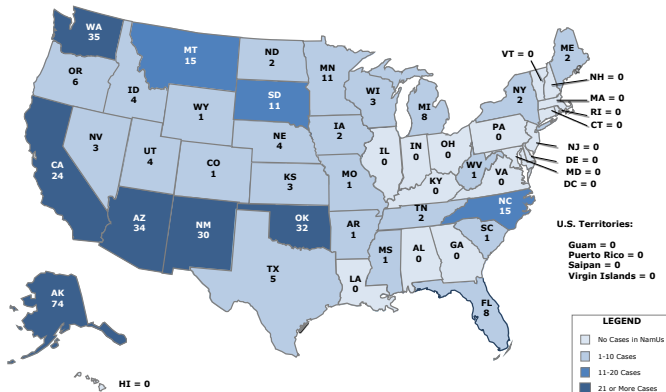 WA
35
OR
6
CA
24
NV
3
ID
4
MT
15
WY
1
UT
4
AZ
34
CO
1
NM
30
ND
2
SD
11
NE
4
KS
3
OK
32
TX
5
MN
11
IA
2
MO
1
AR
1
LA
0
WI
3
IL
0
MI
8
IN
0
OH
0
KY
0
TN
2
MS
1
AL
0
GA
0
FL
8
SC
1
NC
15
VA
0
WV
1
PA
0
NY
2
ME
2
VT = 0
NH = 0
MA = 0
RI = 0
CT = 0
NJ = 0
DE = 0
MD = 0
DC = 0
AK
74
HI = 0
U.S. Territories:
Guam = 0
Puerto Rico = 0
Saipan = 0
Virgin Islands = 0
LEGEND
No Cases in NamUs
1-10 Cases
11-20 Cases
21 or More Cases